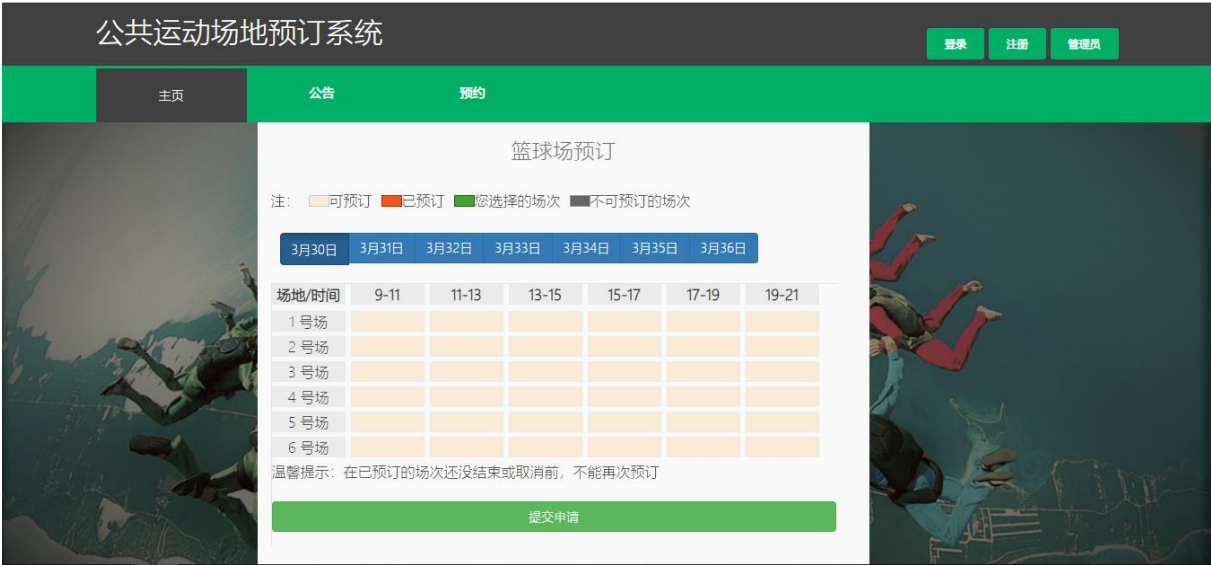 公共运动场地预订系统
登录 注册 管理员
主页 公告 预约
篮球场预订
注: 可预订 已预订 您选择的场次 不可预订的场次
3月30日 3月31日 3月32日 3月33日 3月34日 3月35日 3月36日
场地/时间 9-11 11-13 13-15 15-17 17-19 19-21
1号场
2号场
3号场
4号场
5号场
6号场
温馨提示：在已预订的场次还没结束或取消前，不能再次预订
提交申请